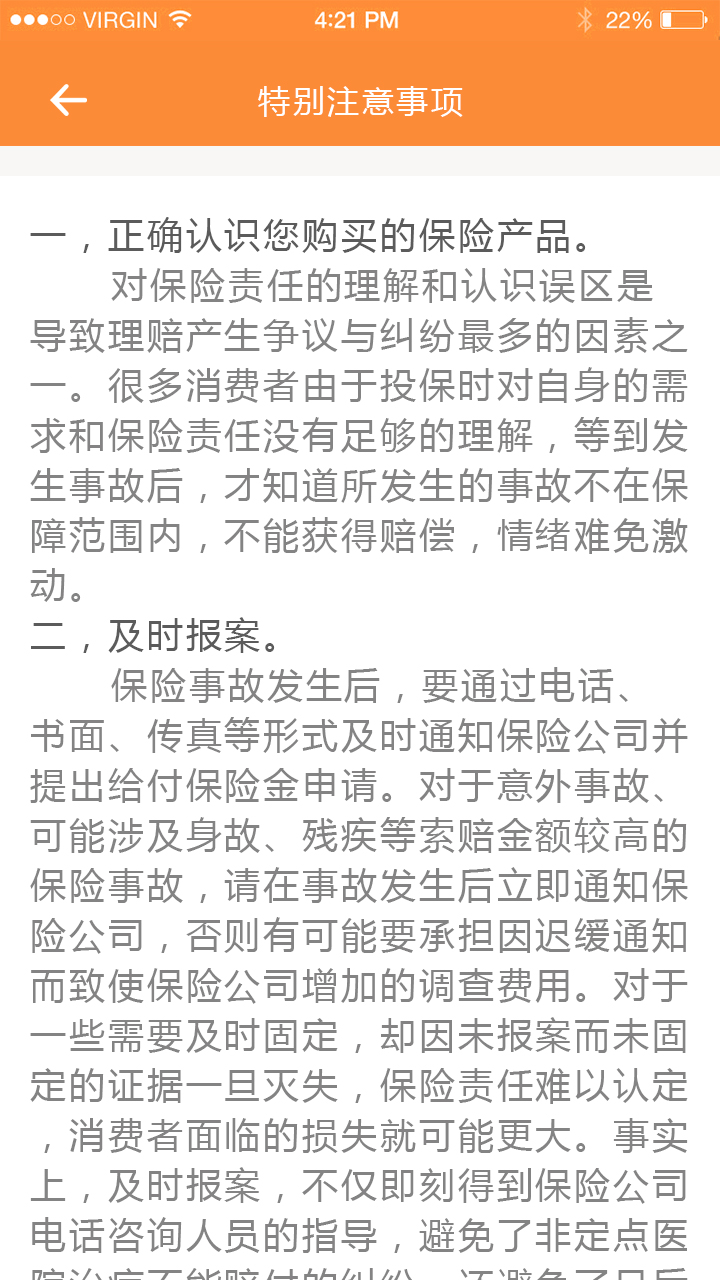 VIRGIN 4:21 PM 22%
特别注意事项
一，正确认识您购买的保险产品。
对保险责任的理解和认识误区是
导致理赔产生争议与纠纷最多的因素之
一。很多消费者由于投保时对自身的需
求和保险责任没有足够的理解，等到发
生事故后，才知道所发生的事故不在保
障范围内，不能获得赔偿，情绪难免激
动。
二，及时报案。
保险事故发生后，要通过电话、
书面、传真等形式及时通知保险公司并
提出给付保险金申请。对于意外事故、
可能涉及身故、残疾等索赔金额较高的
保险事故，请在事故发生后立即通知保
险公司，否则有可能要承担因迟缓通知
而致使保险公司增加的调查费用。对于
一些需要及时固定，却因未报案而未固
定的证据一旦灭失，保险责任难以认定
，消费者面临的损失就可能更大。事实
上，及时报案，不仅即刻得到保险公司
电话咨询人员的指导，避免了非定点医